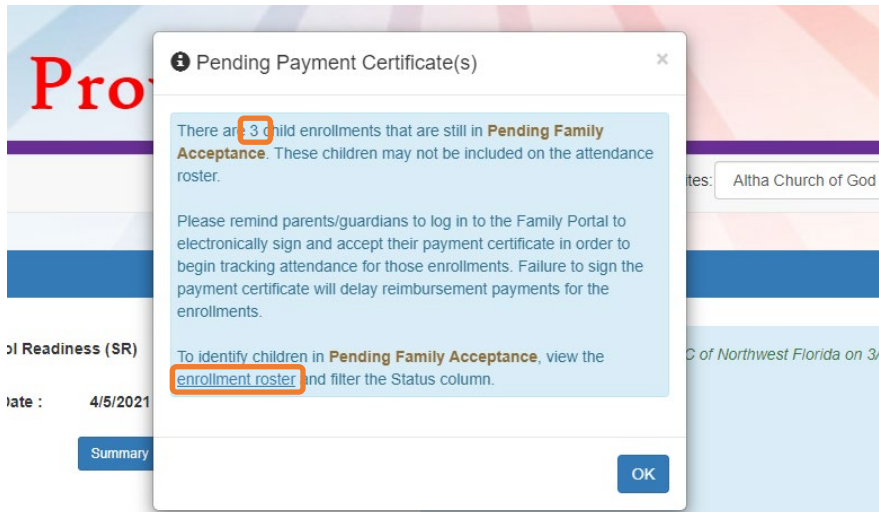 Pending Payment Certificate(s) ×
Pro
There are 3 child enrollments that are still in Pending Family
Acceptance. These children may not be included on the attendance
roster.
ites: Altha Church of God
Please remind parents/guardians to log in to the Family Portal to
electronically sign and accept their payment certificate in order to
begin tracking attendance for those enrollments. Failure to sign the
payment certificate will delay reimbursement payments for the
enrollments.
ol Readiness (SR)
To identify children in Pending Family Acceptance, view the
enrollment roster and filter the Status column.
C of Northwest Florida on 3/
Date : 4/5/2021
Summary
OK